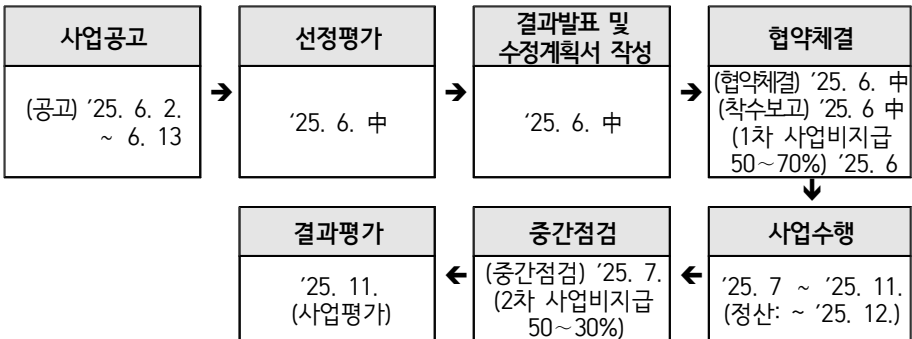 사업공고
(공고) '25. 6. 2.
~ 6. 13
선정평가
'25. 6. 中
결과발표 및
수정계획서 작성
'25. 6. 中
협약체결
(협약체결) '25. 6. 中
(착수보고) '25. 6 中
(1차 사업비지급
50~70%) '25. 6
사업수행
'25. 7 ~ '25. 11.
(정산: ~ '25. 12.)
중간점검
(중간점검) '25. 7.
(2차 사업비지급
50~30%)
결과평가
'25. 11.
(사업평가)